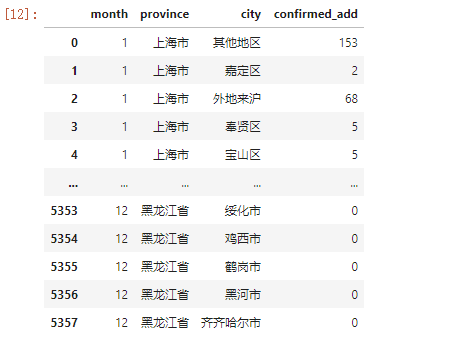 [12]:
month province city confirmed_add
0 1 上海市 其他地区 153
1 1 上海市 嘉定区 2
2 1 上海市 外地来沪 68
3 1 上海市 奉贤区 5
4 1 上海市 宝山区 5
... ... ... ... ...
5353 12 黑龙江省 绥化市 0
5354 12 黑龙江省 鸡西市 0
5355 12 黑龙江省 鹤岗市 0
5356 12 黑龙江省 黑河市 0
5357 12 黑龙江省 齐齐哈尔市 0